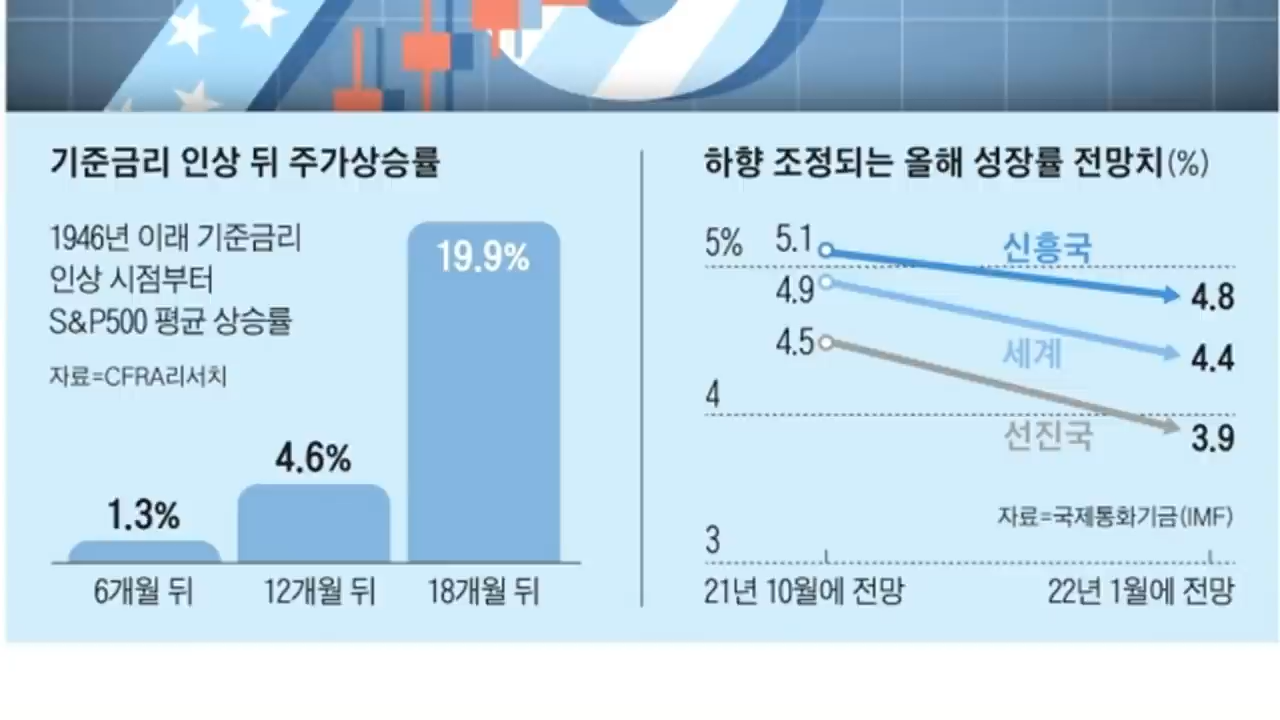 기준금리 인상 뒤 주가상승률
1946년 이래 기준금리
인상 시점부터
S&P500 평균 상승률
자료=CFRA리서치
1.3%
4.6%
19.9%
6개월 뒤
12개월 뒤
18개월 뒤
하향 조정되는 올해 성장률 전망치(%)
5%
5.1
신흥국
4.8
4.9
세계
4.4
4.5
4
선진국
3.9
자료=국제통화기금(IMF)
3
21년 10월에 전망
22년 1월에 전망